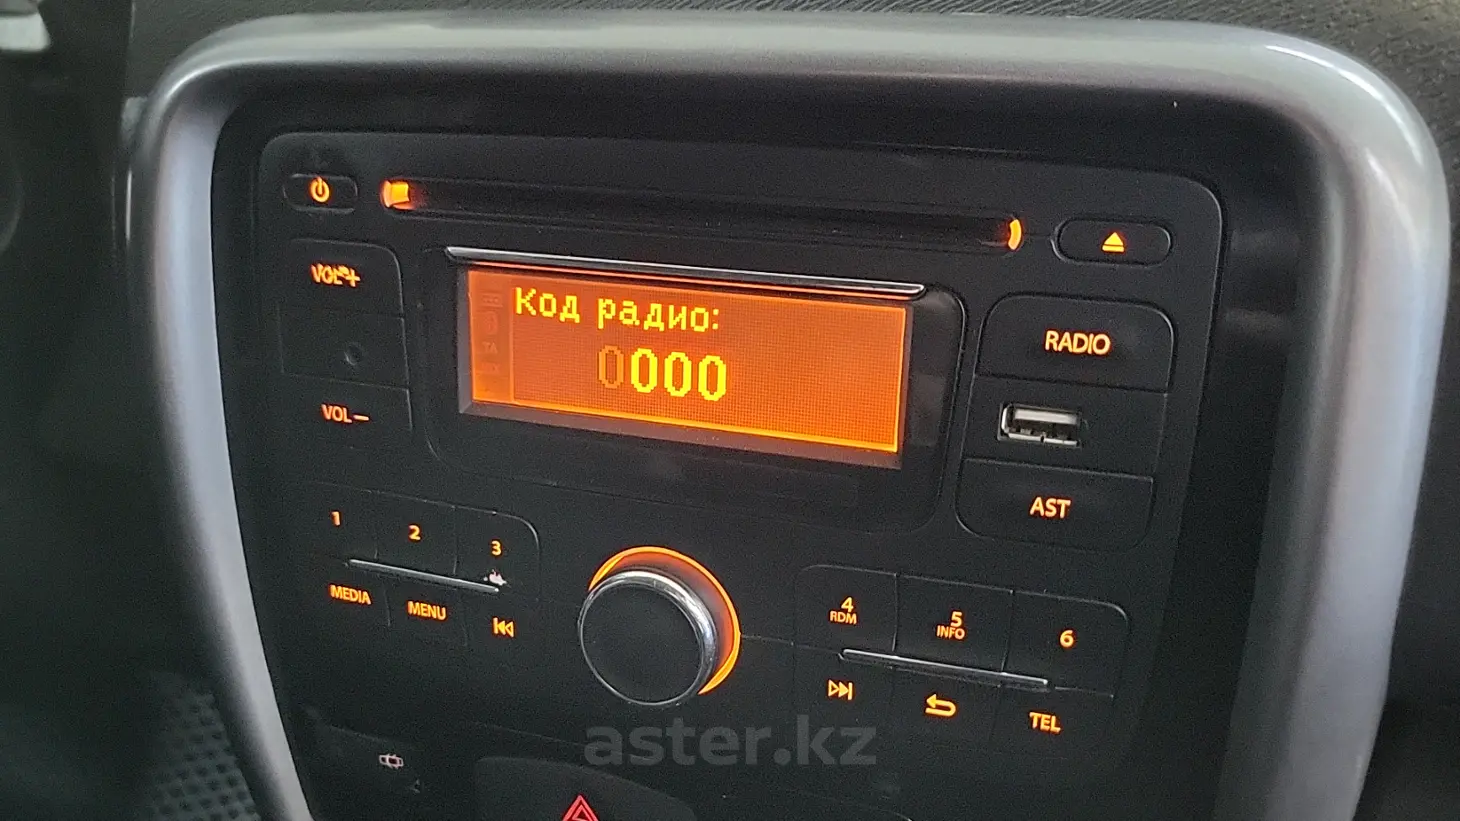 VOL+
Код радио:
0000
TA
RADIO
VOL−
AST
1
2
3
MEDIA
MENU
4
RDM
5
INFO
6
TEL
aster.kz